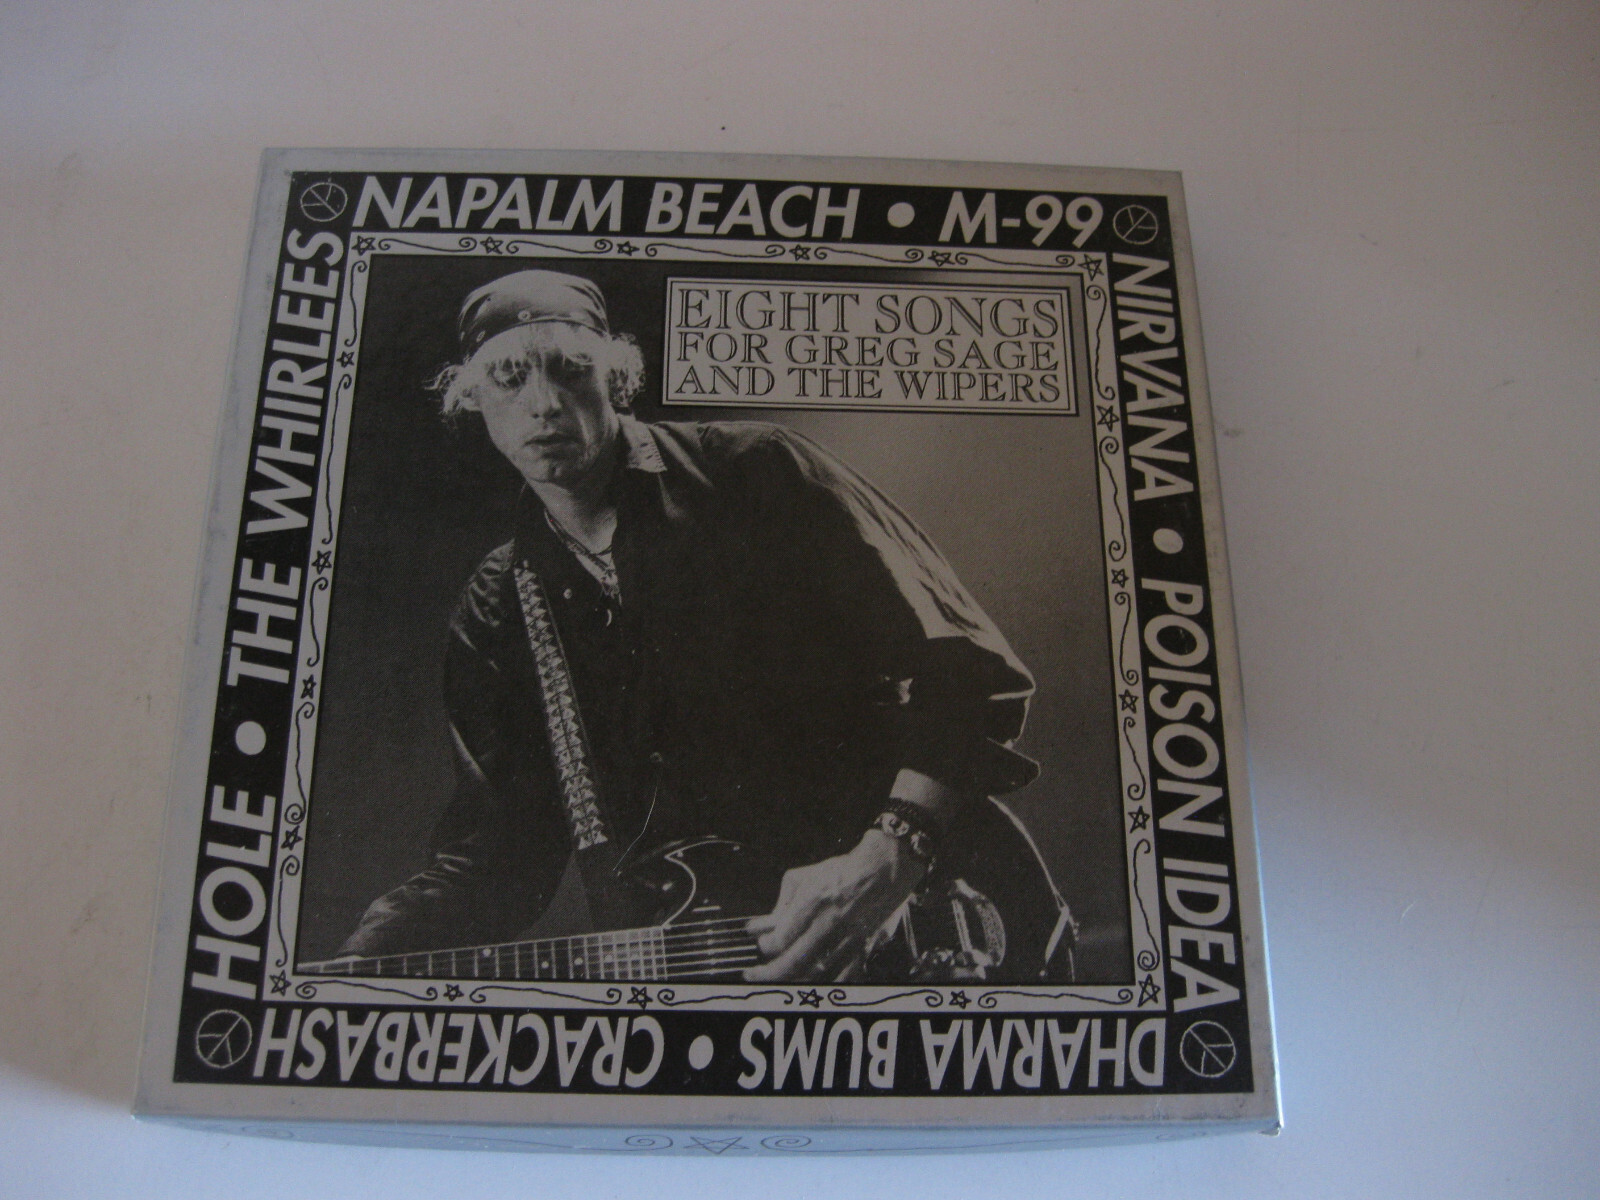 NAPALM BEACH • M-99
NIRVANA • POISON IDEA
DHARMA BUMS • CRACKERBASH
HOLE • THE WHIRLEES
EIGHT SONGS
FOR GREG SAGE
AND THE WIPERS